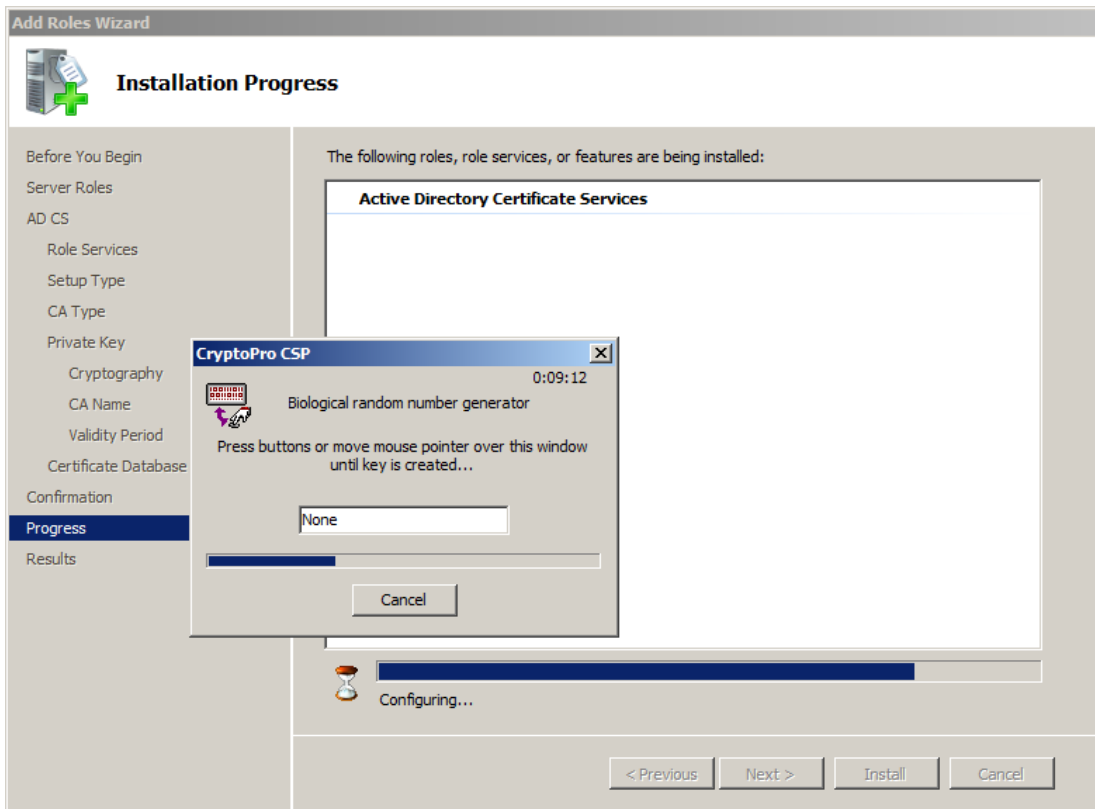 Add Roles Wizard
Installation Progress
Before You Begin
Server Roles
AD CS
Role Services
Setup Type
CA Type
Private Key
Cryptography
CA Name
Validity Period
Certificate Database
Confirmation
Progress
Results
The following roles, role services, or features are being installed:
Active Directory Certificate Services
CryptoPro CSP
0:09:12
Biological random number generator
Press buttons or move mouse pointer over this window
until key is created...
None
Cancel
Configuring...
< Previous
Next >
Install
Cancel